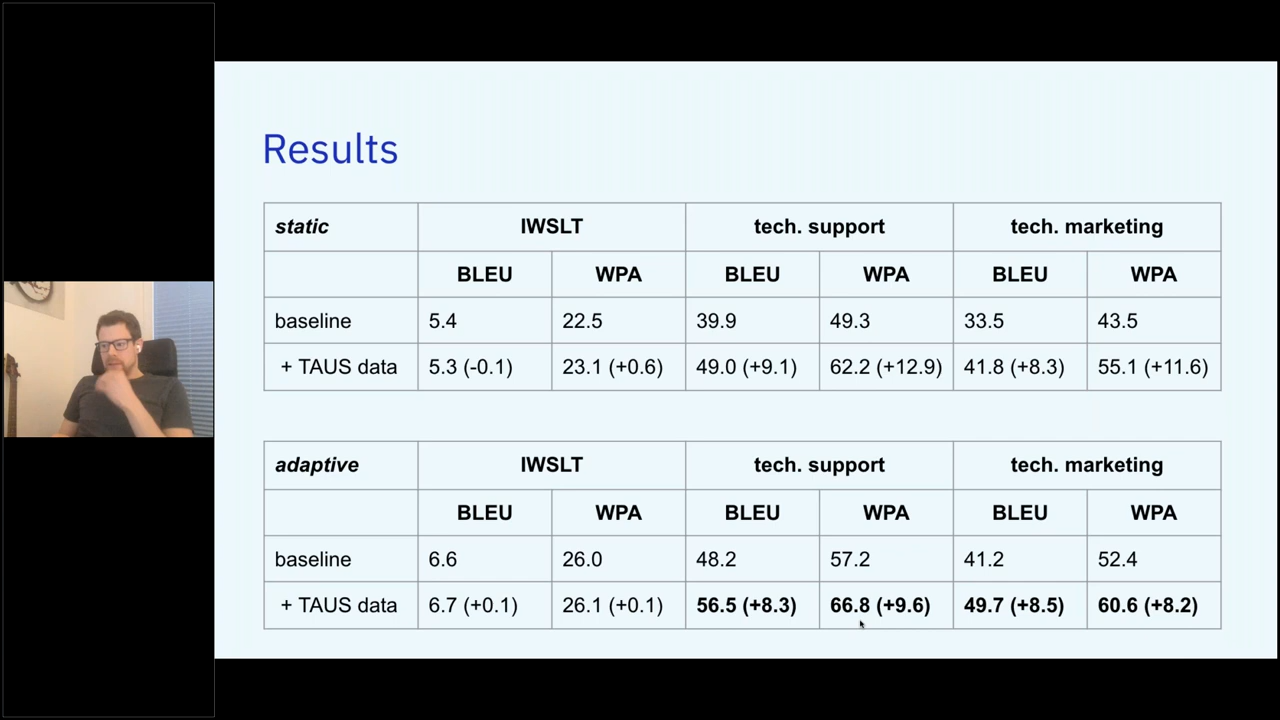 Results
static IWSLT tech. support tech. marketing
BLEU WPA BLEU WPA BLEU WPA
baseline 5.4 22.5 39.9 49.3 33.5 43.5
+ TAUS data 5.3 (-0.1) 23.1 (+0.6) 49.0 (+9.1) 62.2 (+12.9) 41.8 (+8.3) 55.1 (+11.6)
adaptive IWSLT tech. support tech. marketing
BLEU WPA BLEU WPA BLEU WPA
baseline 6.6 26.0 48.2 57.2 41.2 52.4
+ TAUS data 6.7 (+0.1) 26.1 (+0.1) 56.5 (+8.3) 66.8 (+9.6) 49.7 (+8.5) 60.6 (+8.2)